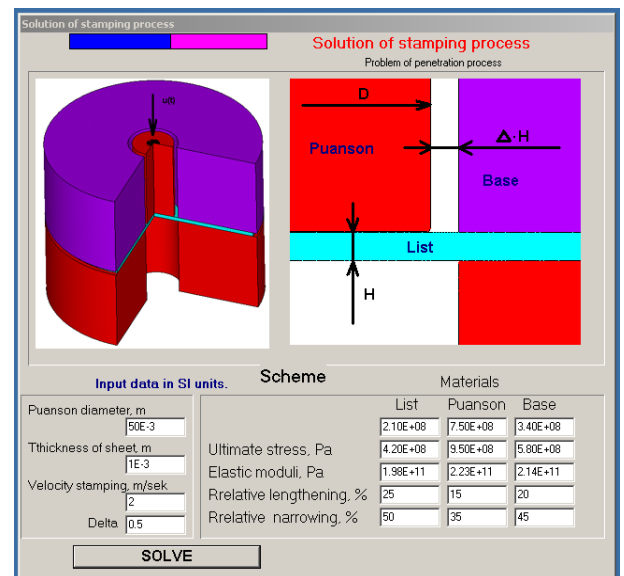 Solution of stamping process
Solution of stamping process
Problem of penetration process
u(t)
D
Puanson
Δ·H
Base
List
H
Scheme
Input data in SI units.
Materials
Puanson diameter, m
50E-3
Tthickness of sheet, m
1E-3
Velocity stamping, m/sek
2
Delta 0.5
List Puanson Base
2.10E+08 7.50E+08 3.40E+08
Ultimate stress, Pa 4.20E+08 9.50E+08 5.80E+08
Elastic moduli, Pa 1.98E+11 2.23E+11 2.14E+11
Rrelative lengthening, % 25 15 20
Rrelative narrowing, % 50 35 45
SOLVE